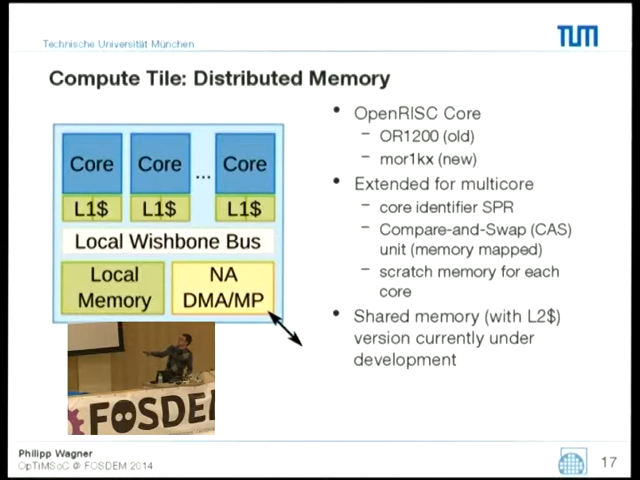 Technische Universität München
TUM
Compute Tile: Distributed Memory
Core
Core
...
Core
L1$
L1$
L1$
Local Wishbone Bus
Local
Memory
NA
DMA/MP
• OpenRISC Core
– OR1200 (old)
– mor1kx (new)
• Extended for multicore
– core identifier SPR
– Compare-and-Swap (CAS)
unit (memory mapped)
– scratch memory for each
core
• Shared memory (with L2$)
version currently under
development
FOSDEM
Philipp Wagner
OpTiMSoC @ FOSDEM 2014
17